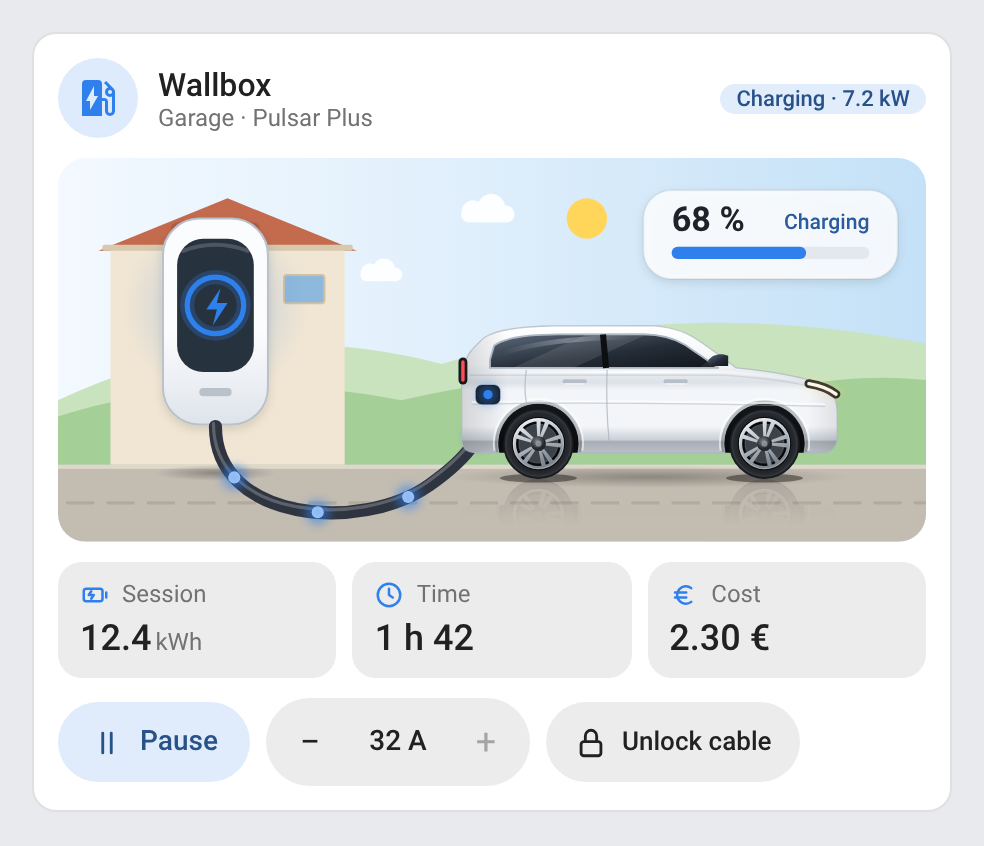 Wallbox
Garage · Pulsar Plus
Charging · 7.2 kW
68 % Charging
Session
12.4 kWh
Time
1 h 42
Cost
2.30 €
Pause
− 32 A +
Unlock cable